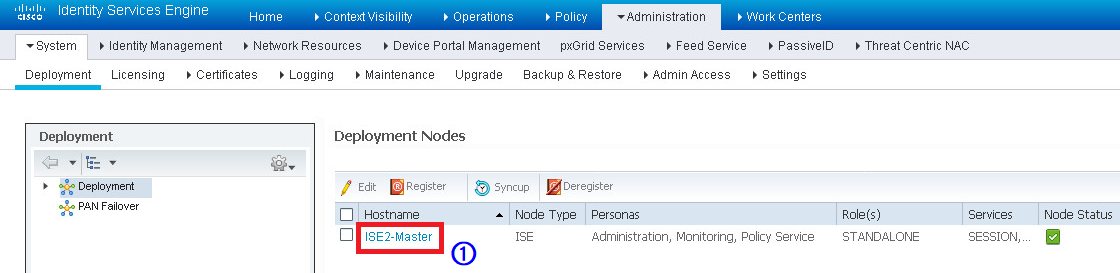 cisco Identity Services Engine Home Context Visibility Operations Policy Administration Work Centers
System Identity Management Network Resources Device Portal Management pxGrid Services Feed Service PassiveID Threat Centric NAC
Deployment Licensing Certificates Logging Maintenance Upgrade Backup & Restore Admin Access Settings
Deployment
Deployment
PAN Failover
Deployment Nodes
Edit Register Syncup Deregister
Hostname Node Type Personas Role(s) Services Node Status
ISE2-Master ISE Administration, Monitoring, Policy Service STANDALONE SESSION,...
①